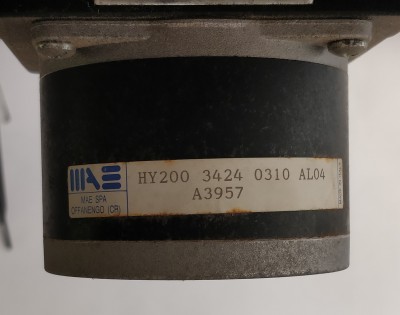 MAE
HY200 3424 0310 AL04
MAE SPA
A3957
OFFANENGO (CR)